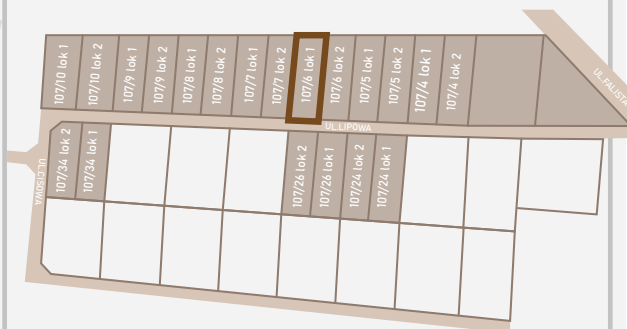 107/10 lok 1
107/10 lok 2
107/9 lok 1
107/9 lok 2
107/8 lok 1
107/8 lok 2
107/7 lok 1
107/7 lok 2
107/6 lok 1
107/6 lok 2
107/5 lok 1
107/5 lok 2
107/4 lok 1
107/4 lok 2
UL.FALISTA
UL.LIPOWA
UL.CISOWA
107/34 lok 2
107/34 lok 1
107/26 lok 2
107/26 lok 1
107/24 lok 2
107/24 lok 1